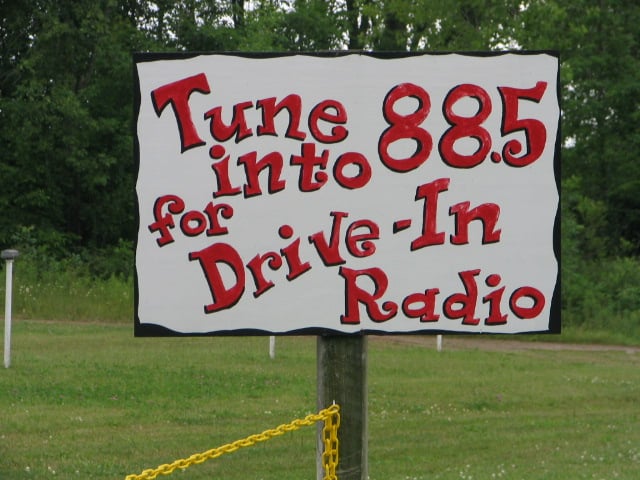 Tune 88.5
into
for
Drive-In
Radio